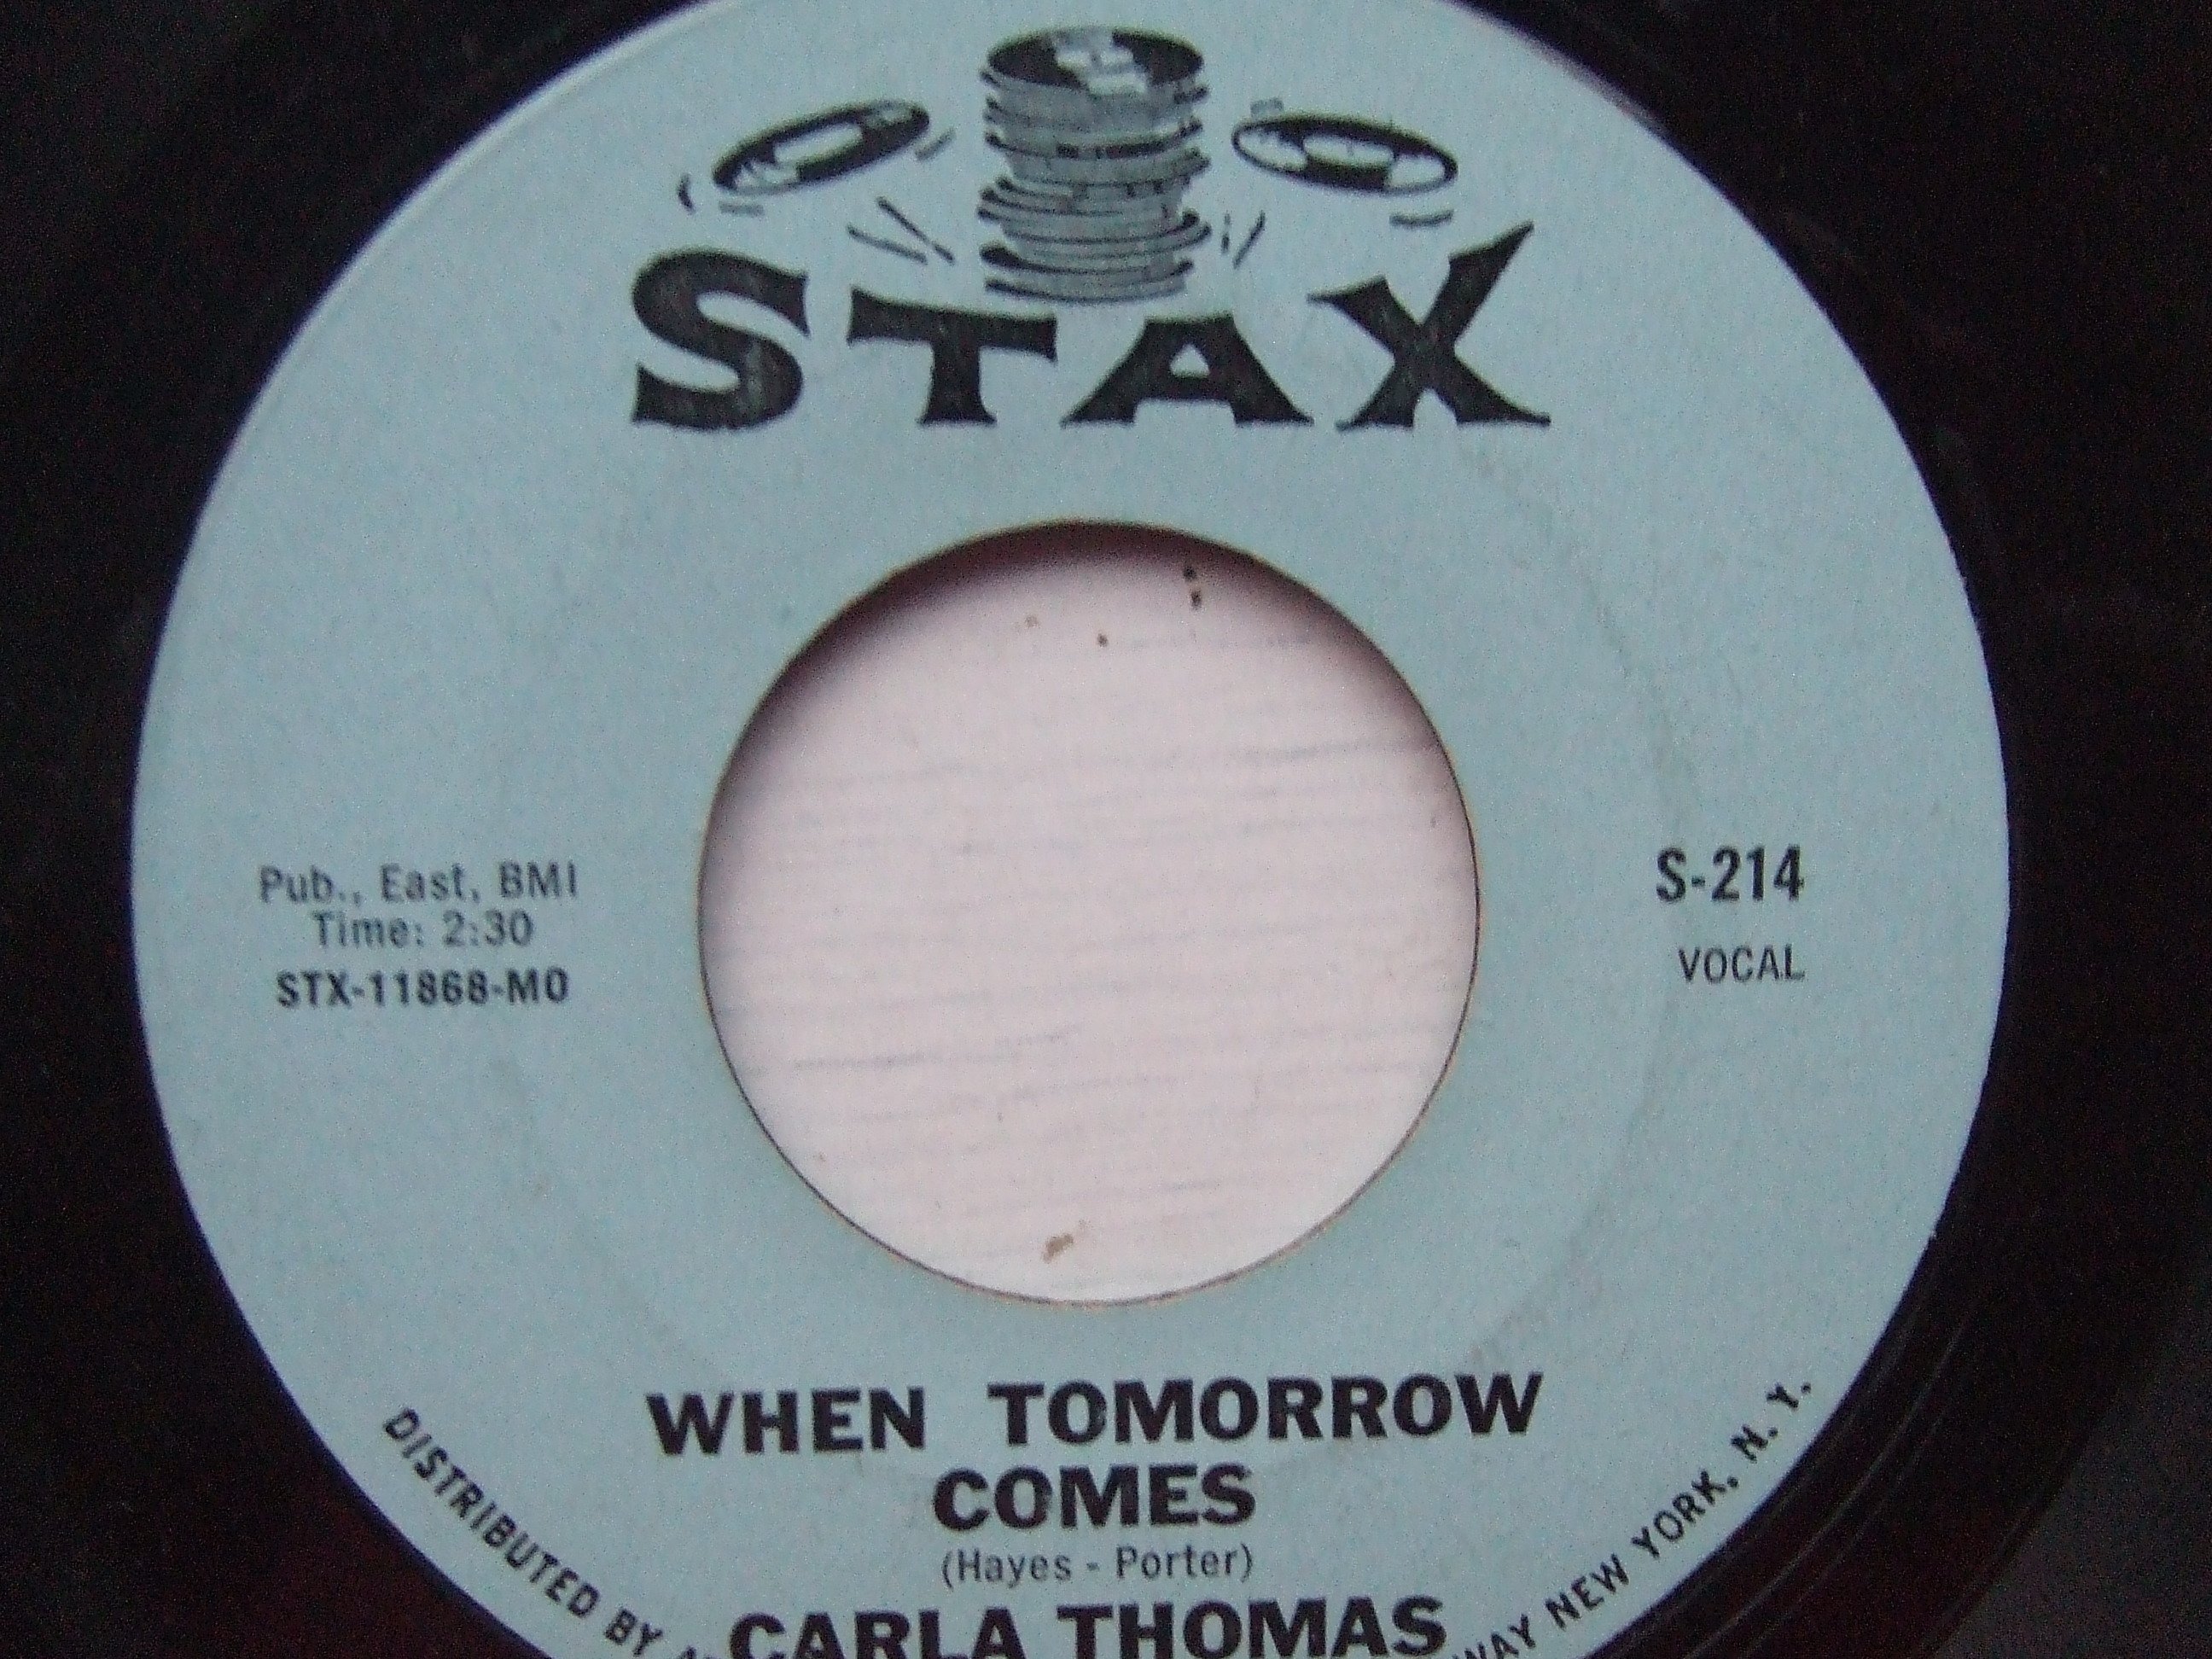 STAX
Pub., East, BMI
Time: 2:30
STX-11868-MO
S-214
VOCAL
WHEN TOMORROW
COMES
(Hayes - Porter)
CARLA THOMAS
DISTRIBUTED BY
NEW YORK, N. Y.